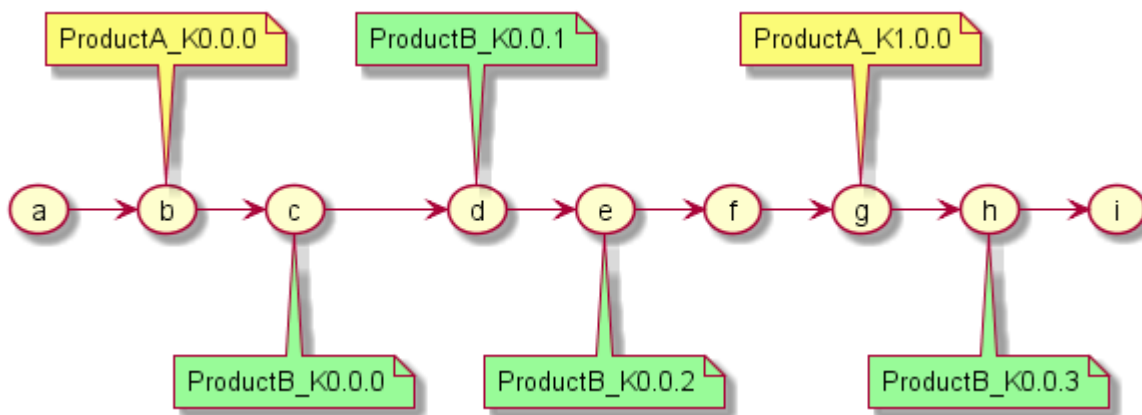 ProductA_K0.0.0
ProductB_K0.0.1
ProductA_K1.0.0
a
b
c
d
e
f
g
h
i
ProductB_K0.0.0
ProductB_K0.0.2
ProductB_K0.0.3